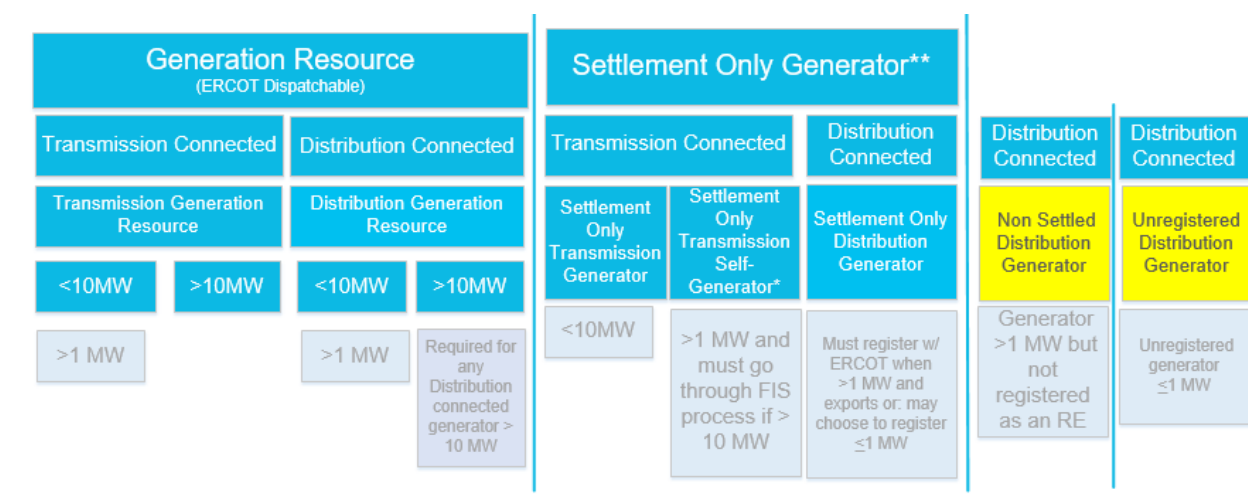 Generation Resource
(ERCOT Dispatchable)
Transmission Connected
Distribution Connected
Transmission Generation
Resource
Distribution Generation
Resource
<10MW
>10MW
<10MW
>10MW
>1 MW
>1 MW
Required for
any
Distribution
connected
generator >
10 MW
Settlement Only Generator**
Transmission Connected
Distribution
Connected
Settlement
Only
Transmission
Generator
Settlement
Only
Transmission
Self-
Generator*
Settlement Only
Distribution
Generator
<10MW
>1 MW and
must go
through FIS
process if >
10 MW
Must register w/
ERCOT when
>1 MW and
exports or: may
choose to register
≤1 MW
Distribution
Connected
Non Settled
Distribution
Generator
Generator
>1 MW but
not
registered
as an RE
Distribution
Connected
Unregistered
Distribution
Generator
Unregistered
generator
≤1 MW